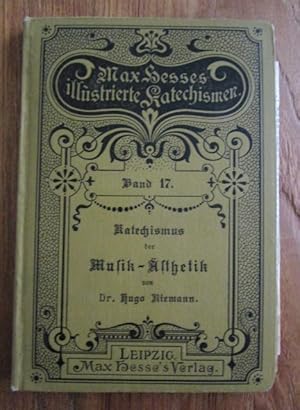 Max Hesses
illustrierte Katechismen.
Band 17.
Katechismus
der
Musik-Ästhetik
von
Dr. Hugo Riemann.
LEIPZIG.
Max Hesse's Verlag.